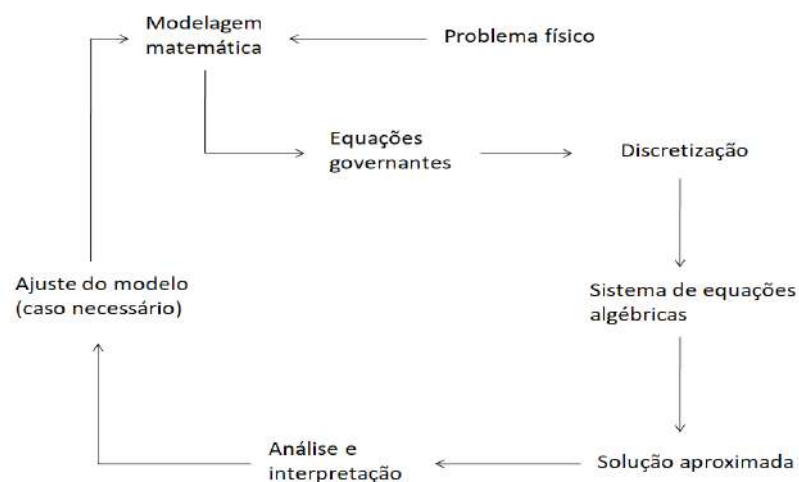 Modelagem
matemática
Problema físico
Equações
governantes
Discretização
Sistema de equações
algébricas
Solução aproximada
Análise e
interpretação
Ajuste do modelo
(caso necessário)